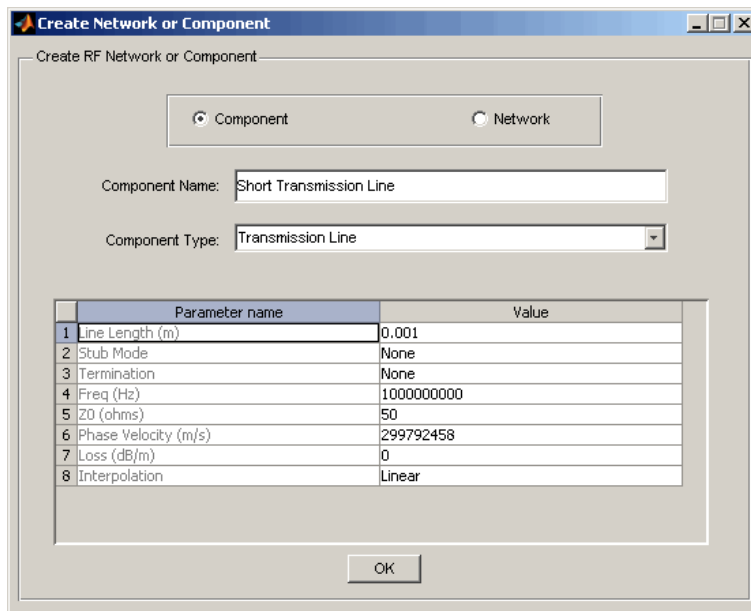 Create Network or Component
Create RF Network or Component
Component Network
Component Name: Short Transmission Line
Component Type: Transmission Line
Parameter name Value
1 Line Length (m) 0.001
2 Stub Mode None
3 Termination None
4 Freq (Hz) 1000000000
5 Z0 (ohms) 50
6 Phase Velocity (m/s) 299792458
7 Loss (dB/m) 0
8 Interpolation Linear
OK